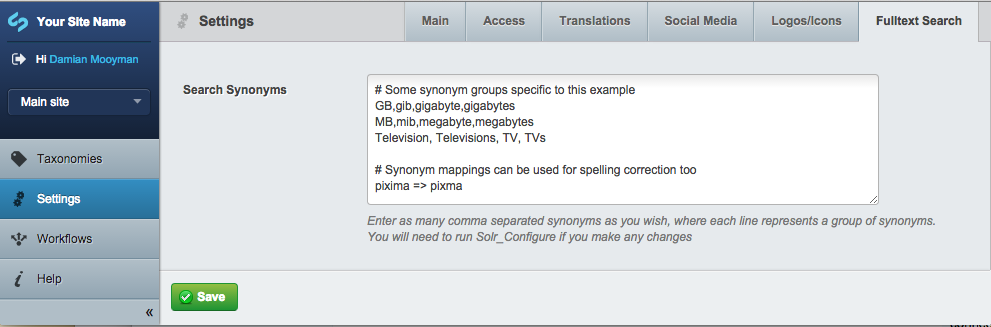 Your Site Name
Hi Damian Mooyman
Main site
Taxonomies
Settings
Workflows
Help
«
Settings
Main
Access
Translations
Social Media
Logos/Icons
Fulltext Search
Search Synonyms
# Some synonym groups specific to this example
GB,gib,gigabyte,gigabytes
MB,mib,megabyte,megabytes
Television, Televisions, TV, TVs
# Synonym mappings can be used for spelling correction too
pixima => pixma
Enter as many comma separated synonyms as you wish, where each line represents a group of synonyms.
You will need to run Solr_Configure if you make any changes
Save